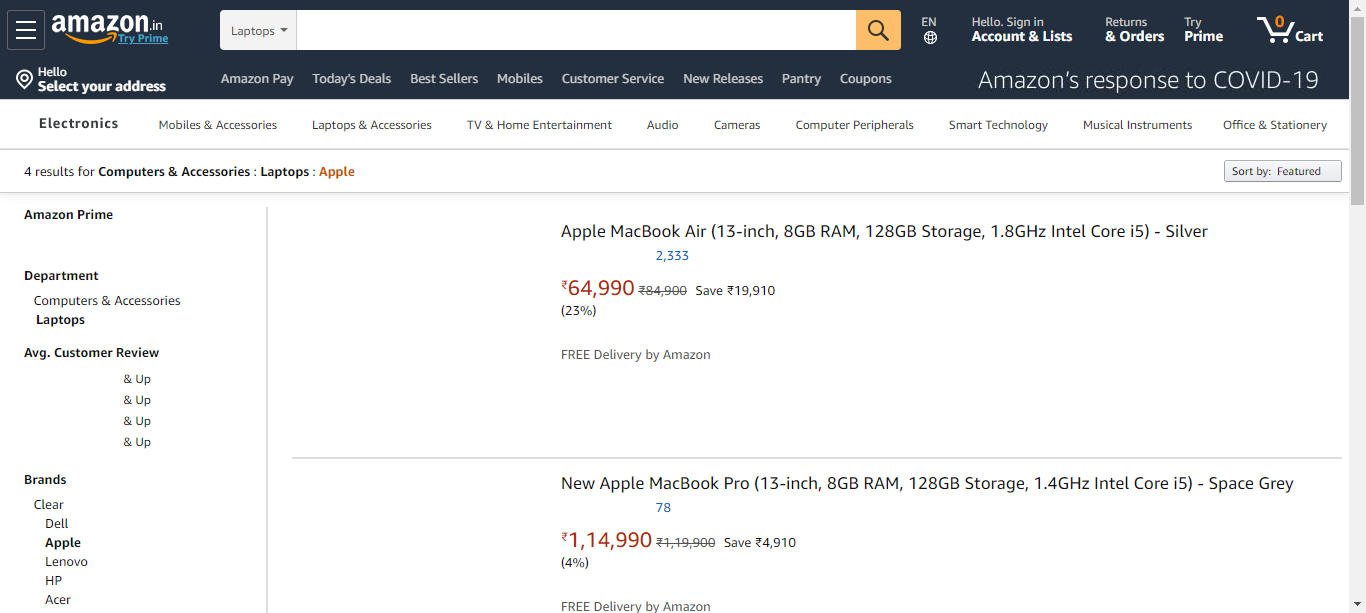 amazon.in
Try Prime
Laptops
EN
Hello. Sign in
Account & Lists
Returns
& Orders
Try
Prime
0
Cart
Hello
Select your address
Amazon Pay
Today's Deals
Best Sellers
Mobiles
Customer Service
New Releases
Pantry
Coupons
Amazon's response to COVID-19
Electronics
Mobiles & Accessories
Laptops & Accessories
TV & Home Entertainment
Audio
Cameras
Computer Peripherals
Smart Technology
Musical Instruments
Office & Stationery
4 results for Computers & Accessories : Laptops : Apple
Sort by: Featured
Amazon Prime
Department
Computers & Accessories
Laptops
Avg. Customer Review
& Up
& Up
& Up
& Up
Brands
Clear
Dell
Apple
Lenovo
HP
Acer
Apple MacBook Air (13-inch, 8GB RAM, 128GB Storage, 1.8GHz Intel Core i5) - Silver
2,333
₹64,990 ₹84,900 Save ₹19,910
(23%)
FREE Delivery by Amazon
New Apple MacBook Pro (13-inch, 8GB RAM, 128GB Storage, 1.4GHz Intel Core i5) - Space Grey
78
₹1,14,990 ₹1,19,900 Save ₹4,910
(4%)
FREE Delivery by Amazon